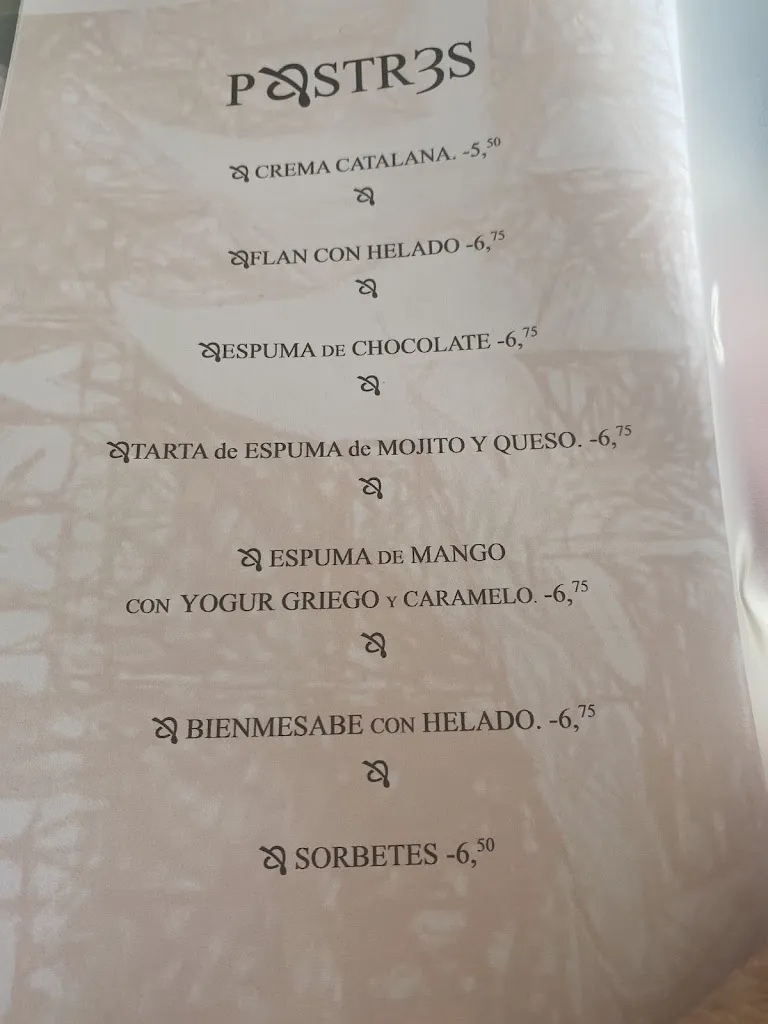 PASTR3S
CREMA CATALANA. -5,50
FLAN CON HELADO -6,75
ESPUMA DE CHOCOLATE -6,75
TARTA de ESPUMA de MOJITO Y QUESO. -6,75
ESPUMA DE MANGO
CON YOGUR GRIEGO Y CARAMELO. -6,75
BIENMESABE CON HELADO. -6,75
SORBETES -6,50